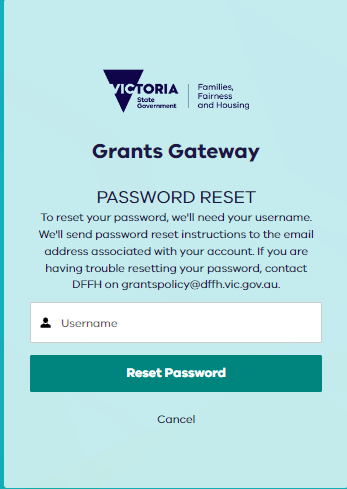 VICTORIA
State
Government
Families,
Fairness
and Housing
Grants Gateway
PASSWORD RESET
To reset your password, we'll need your username.
We'll send password reset instructions to the email
address associated with your account. If you are
having trouble resetting your password, contact
DFFH on grantspolicy@dffh.vic.gov.au.
Username
Reset Password
Cancel